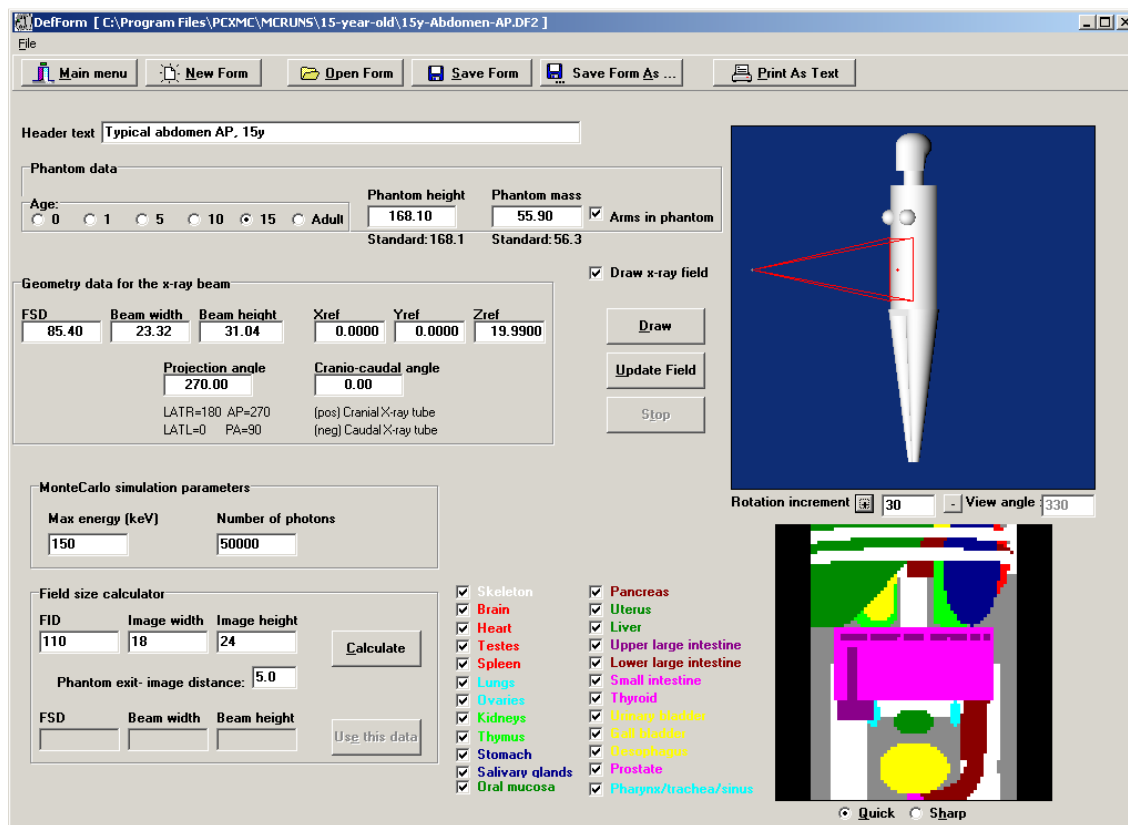 DefForm [ C:\Program Files\PCXMC\MCRUNS\15-year-old\15y-Abdomen-AP.DF2 ]
File
Main menu New Form Open Form Save Form Save Form As ... Print As Text
Header text Typical abdomen AP, 15y
Phantom data
Age:
0 1 5 10 15 Adult
Phantom height Phantom mass
168.10 55.90 Arms in phantom
Standard: 168.1 Standard: 56.3
Draw x-ray field
Geometry data for the x-ray beam
FSD Beam width Beam height Xref Yref Zref
85.40 23.32 31.04 0.0000 0.0000 19.9900
Projection angle Cranio-caudal angle
270.00 0.00
LATR=180 AP=270 (pos) Cranial X-ray tube
LATL=0 PA=90 (neg) Caudal X-ray tube
Draw
Update Field
Stop
Rotation increment + 30 - View angle : 330
MonteCarlo simulation parameters
Max energy (keV) Number of photons
150 50000
Field size calculator
FID Image width Image height
110 18 24
Calculate
Phantom exit- image distance: 5.0
FSD Beam width Beam height
Use this data
Skeleton
Brain
Heart
Testes
Spleen
Lungs
Ovaries
Kidneys
Thymus
Stomach
Salivary glands
Oral mucosa
Pancreas
Uterus
Liver
Upper large intestine
Lower large intestine
Small intestine
Thyroid
Urinary bladder
Gall bladder
Oesophagus
Prostate
Pharynx/trachea/sinus
Quick Sharp